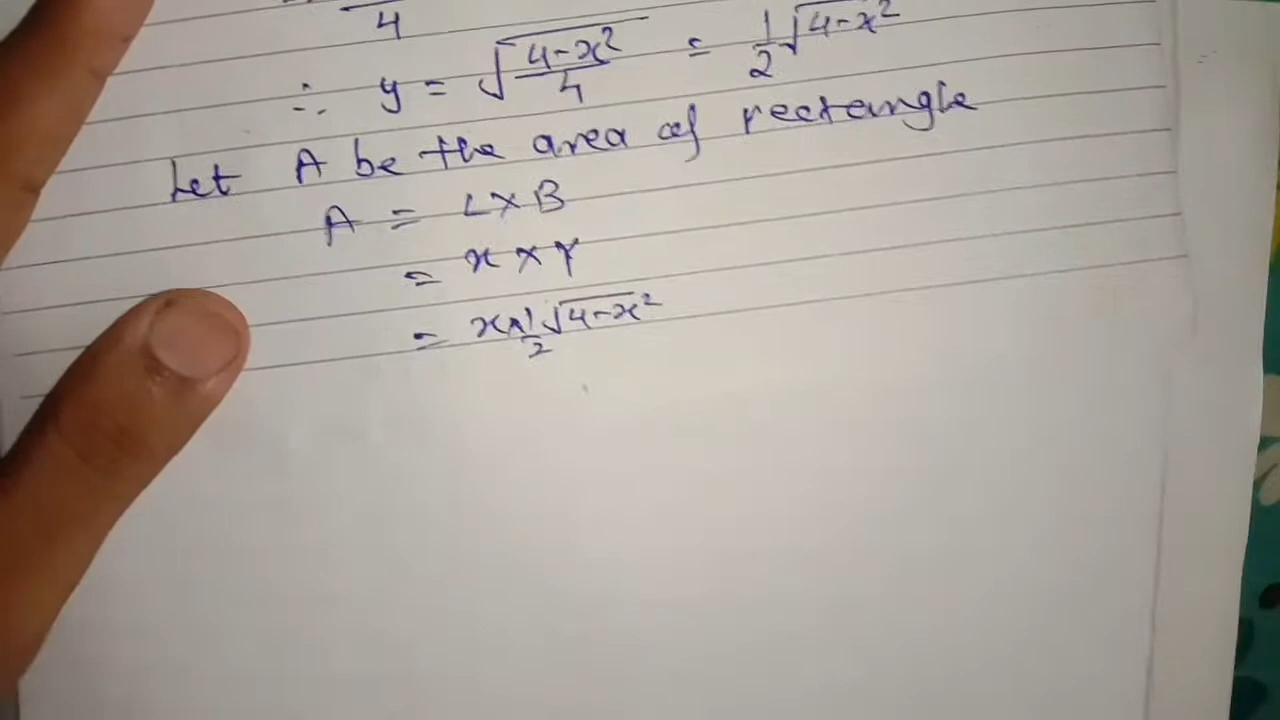 4
∴ y = √(4-x²)/4 = 1/2 √4-x²
Let A be the area of rectangle
A = L×B
= x × y
= x×1/2 √4-x²